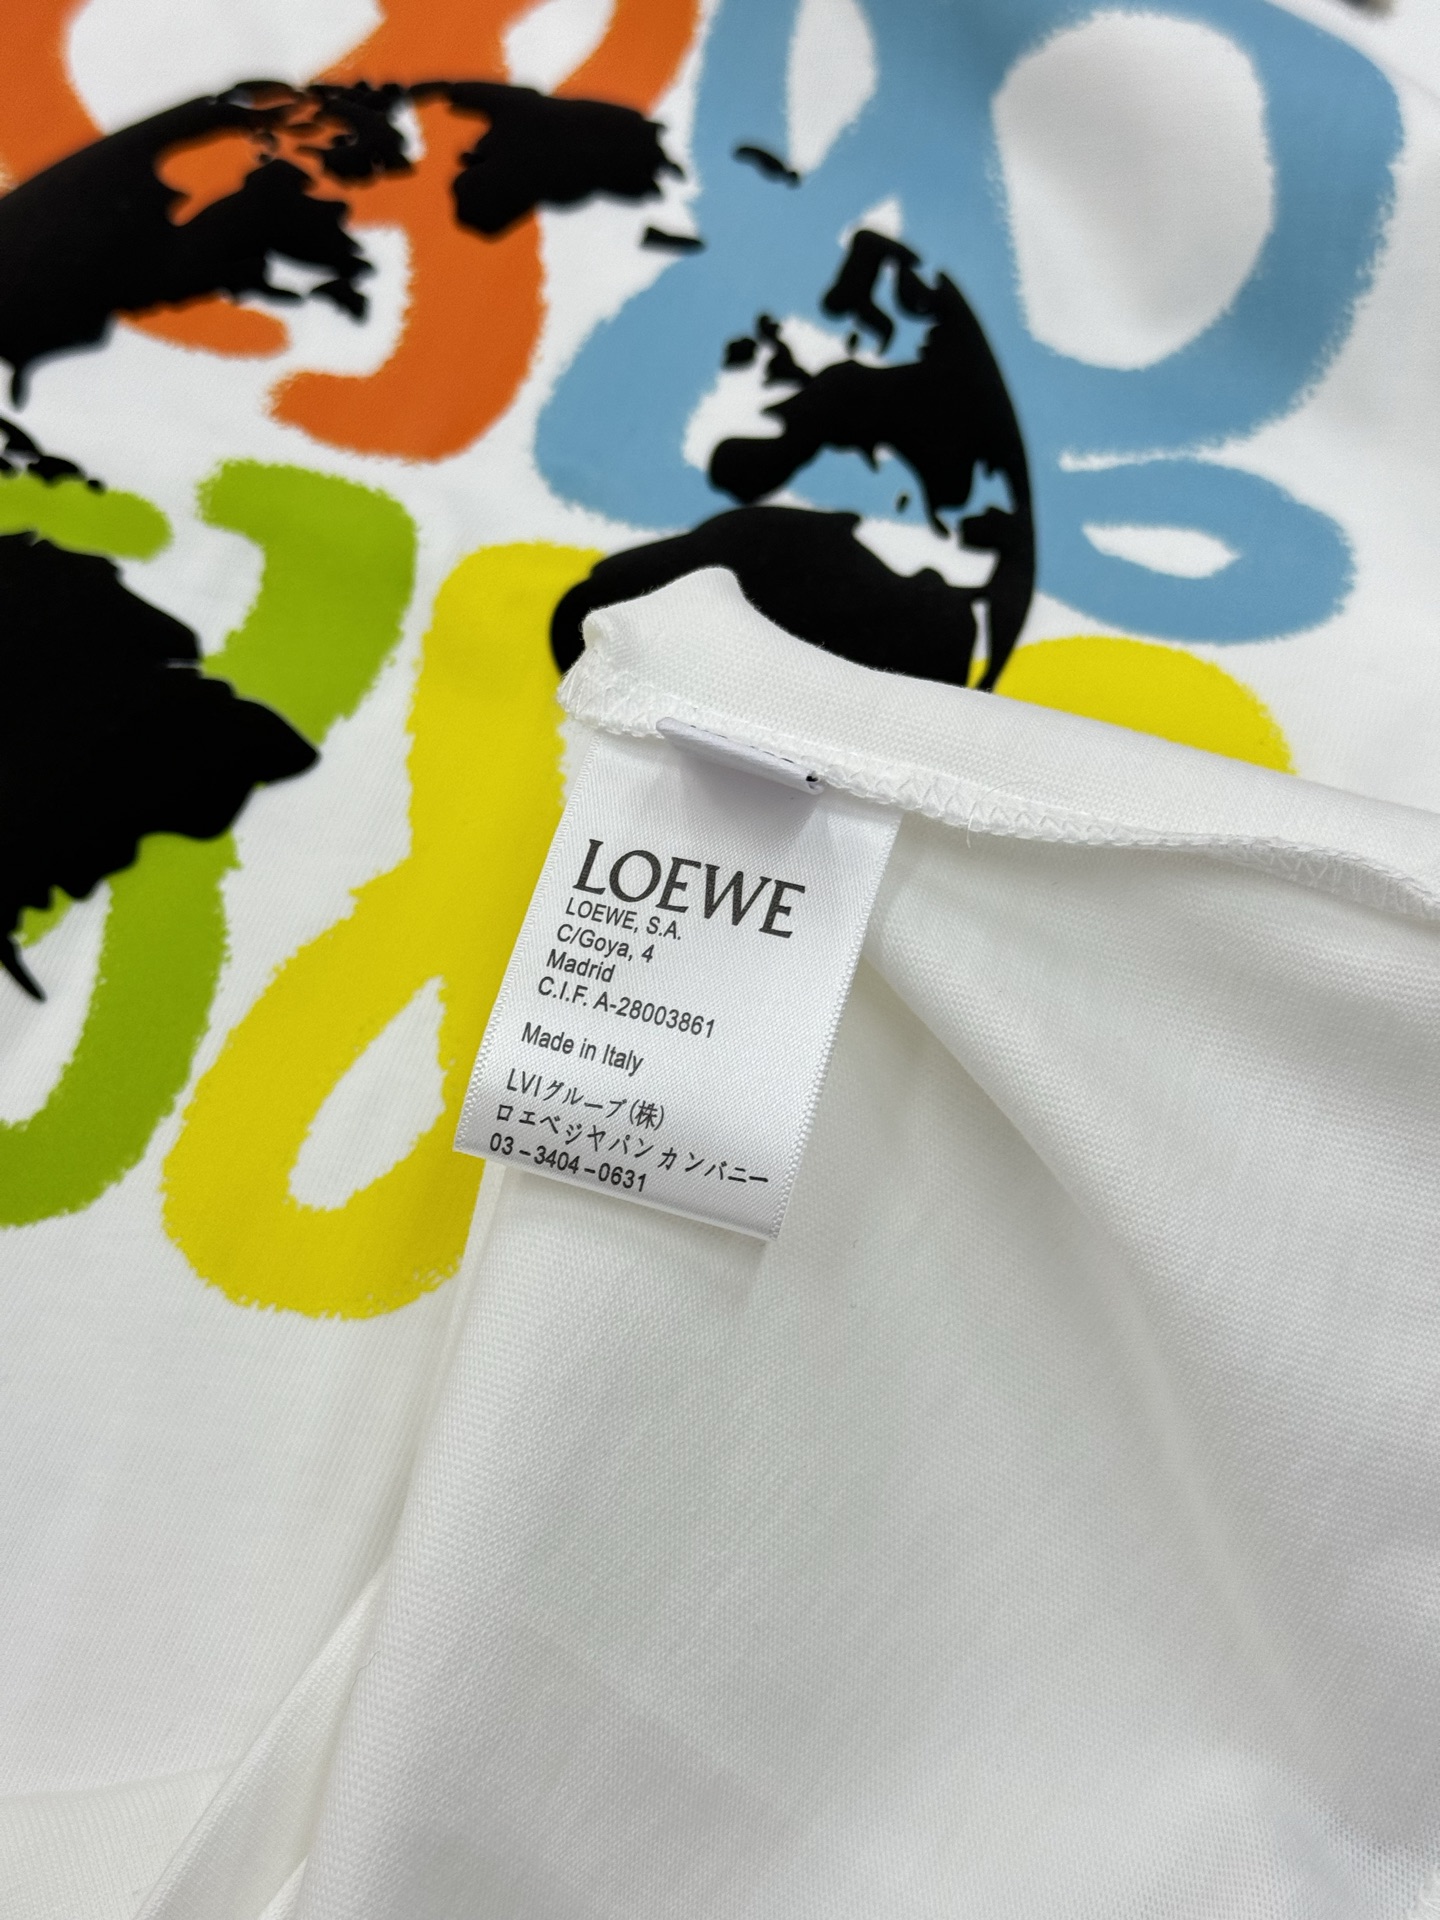 LOEWE
LOEWE, S.A.
C/Goya, 4
Madrid
C.I.F. A-28003861
Made in Italy
LVIグループ(株)
ロエベジャパン カンパニー
03-3404-0631